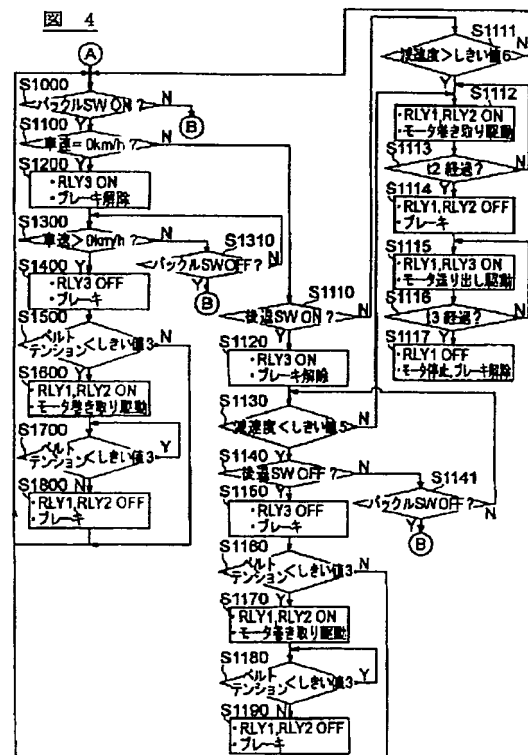 図 4
A
S1000
バックルSW ON?
Y
N
B
S1100
車速=0km/h?
Y
N
S1200
・RLY3 ON
・ブレーキ解除
S1300
車速>0km/h?
Y
N
S1310
バックルSWOFF?
Y
N
B
S1400
・RLY3 OFF
・ブレーキ
S1500
ベルト
テンション<しきい値3
Y
N
S1600
・RLY1,RLY2 ON
・モータ巻き取り駆動
S1700
ベルト
テンション<しきい値3
Y
N
S1800
・RLY1,RLY2 OFF
・ブレーキ
S1110
後退SW ON?
Y
N
S1120
・RLY3 ON
・ブレーキ解除
S1130
減速度<しきい値5
Y
N
S1140
後退SW OFF?
Y
N
S1141
バックルSWOFF?
Y
N
B
S1150
・RLY3 OFF
・ブレーキ
S1160
ベルト
テンション<しきい値3
Y
N
S1170
・RLY1,RLY2 ON
・モータ巻き取り駆動
S1180
ベルト
テンション<しきい値3
Y
N
S1190
・RLY1,RLY2 OFF
・ブレーキ
S1111
減速度>しきい値6
Y
N
S1112
・RLY1,RLY2 ON
・モータ巻き取り駆動
S1113
t2 経過?
Y
N
S1114
・RLY1,RLY2 OFF
・ブレーキ
S1115
・RLY1,RLY3 ON
・モータ送り出し駆動
S1116
t3 経過?
Y
N
S1117
・RLY1 OFF
・モータ停止,ブレーキ解除